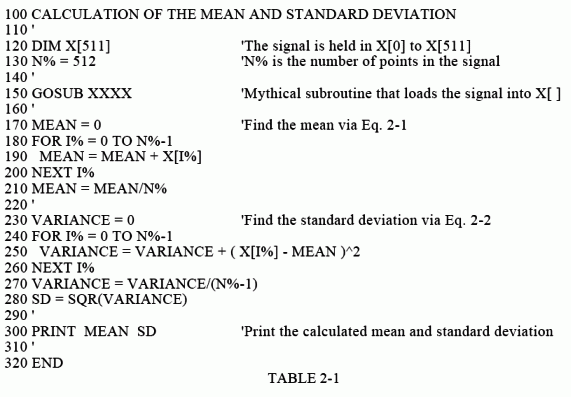 100 CALCULATION OF THE MEAN AND STANDARD DEVIATION
110 '
120 DIM X[511] 'The signal is held in X[0] to X[511]
130 N% = 512 'N% is the number of points in the signal
140 '
150 GOSUB XXXX 'Mythical subroutine that loads the signal into X[ ]
160 '
170 MEAN = 0 'Find the mean via Eq. 2-1
180 FOR I% = 0 TO N%-1
190 MEAN = MEAN + X[I%]
200 NEXT I%
210 MEAN = MEAN/N%
220 '
230 VARIANCE = 0 'Find the standard deviation via Eq. 2-2
240 FOR I% = 0 TO N%-1
250 VARIANCE = VARIANCE + ( X[I%] - MEAN )^2
260 NEXT I%
270 VARIANCE = VARIANCE/(N%-1)
280 SD = SQR(VARIANCE)
290 '
300 PRINT MEAN SD 'Print the calculated mean and standard deviation
310 '
320 END
TABLE 2-1